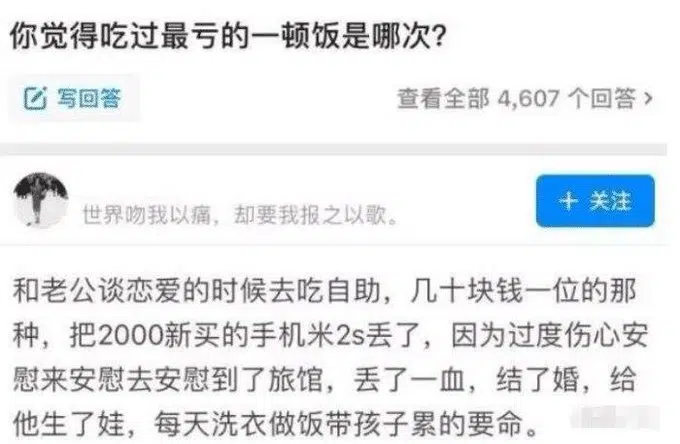 你觉得吃过最亏的一顿饭是哪次?
写回答
查看全部 4,607 个回答 >
世界吻我以痛，却要我报之以歌。
+ 关注
和老公谈恋爱的时候去吃自助，几十块钱一位的那
种，把2000新买的手机米2s丢了，因为过度伤心安
慰来安慰去安慰到了旅馆，丢了一血，结了婚，给
他生了娃，每天洗衣做饭带孩子累的要命。